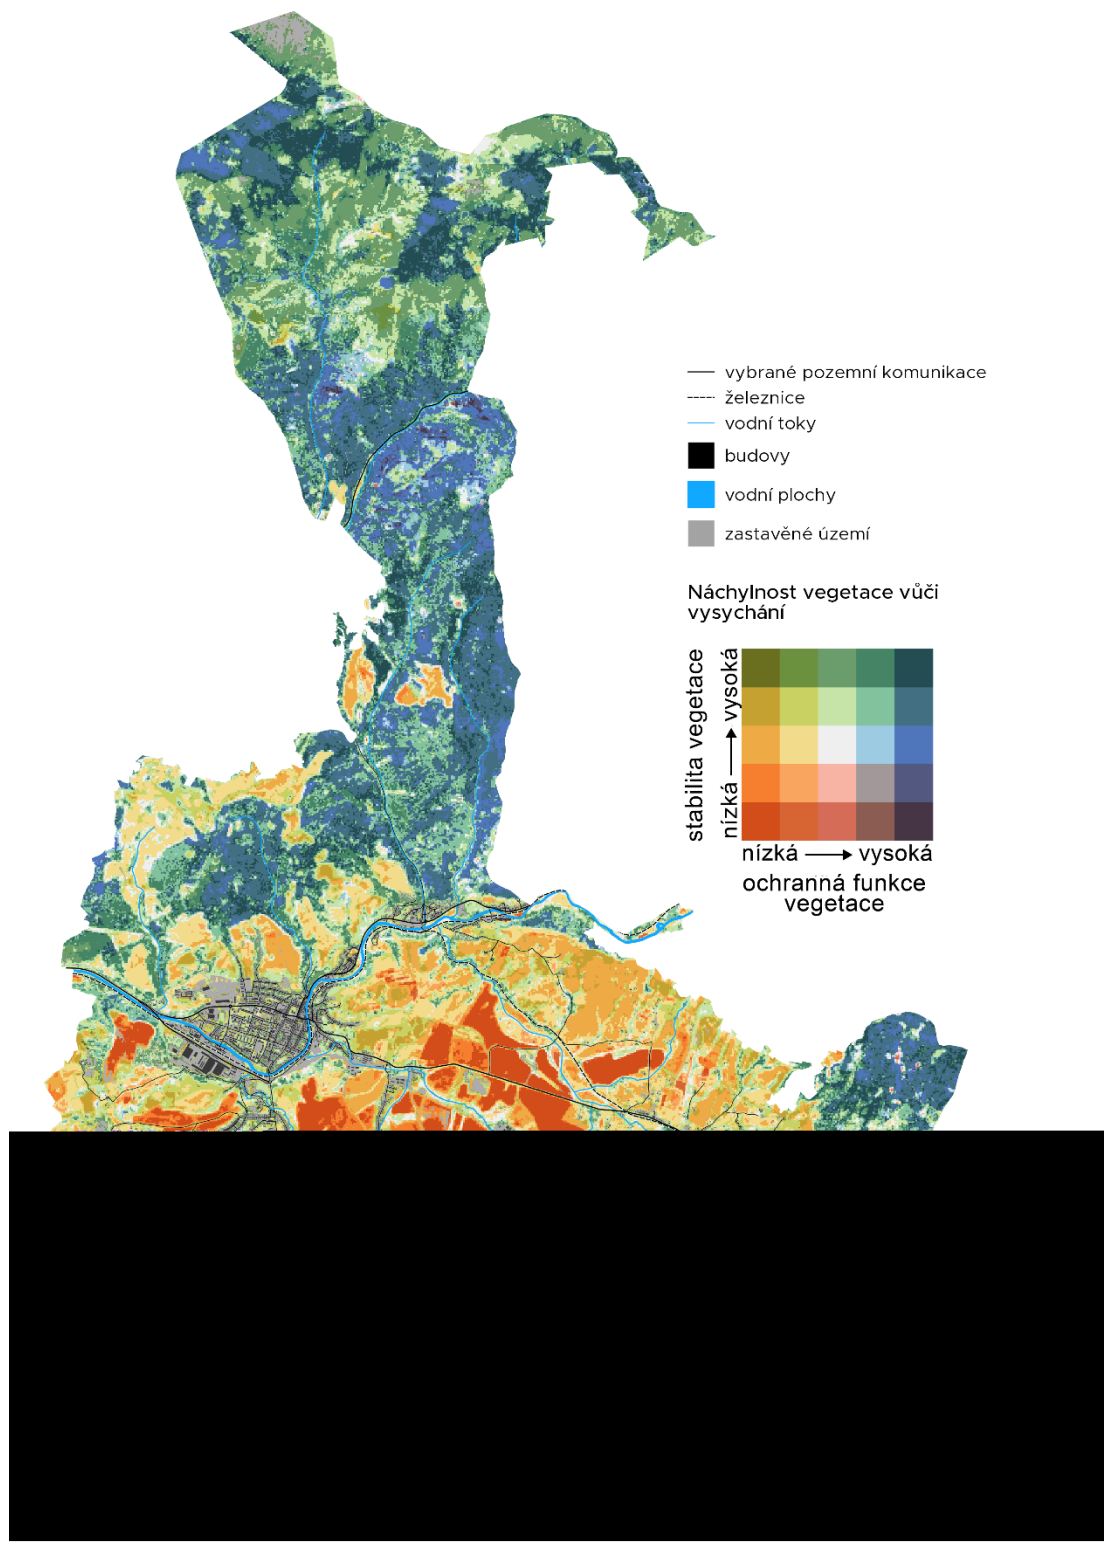 vybrané pozemní komunikace
železnice
vodní toky
budovy
vodní plochy
zastavěné území
Náchylnost vegetace vůči
vysychání
stabilita vegetace
nízká → vysoká
nízká → vysoká
ochranná funkce
vegetace